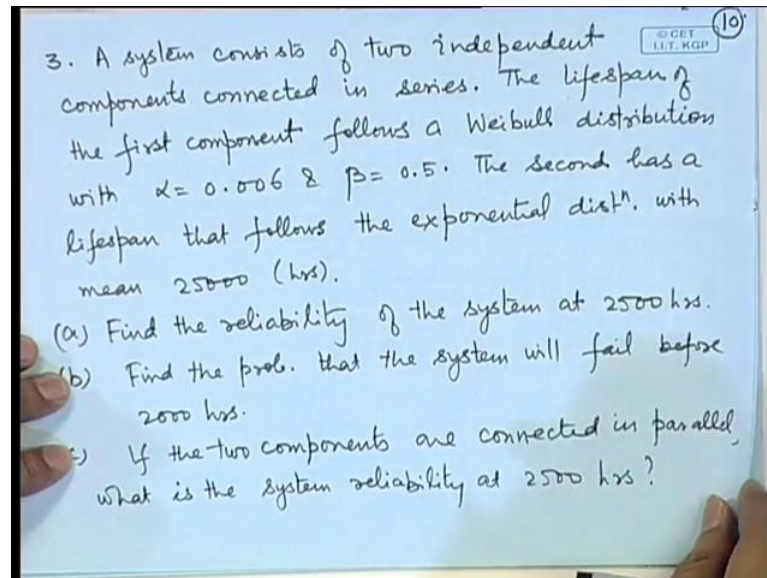 10
© CET
I.I.T. KGP
3. A system consists of two independent
components connected in series. The lifespan of
the first component follows a Weibull distribution
with α = 0.006 & β = 0.5. The second has a
lifespan that follows the exponential distⁿ. with
mean 25000 (hrs).
(a) Find the reliability of the system at 2500 hrs.
(b) Find the prob. that the system will fail before
2000 hrs.
) If the two components are connected in parallel,
what is the system reliability at 2500 hrs?